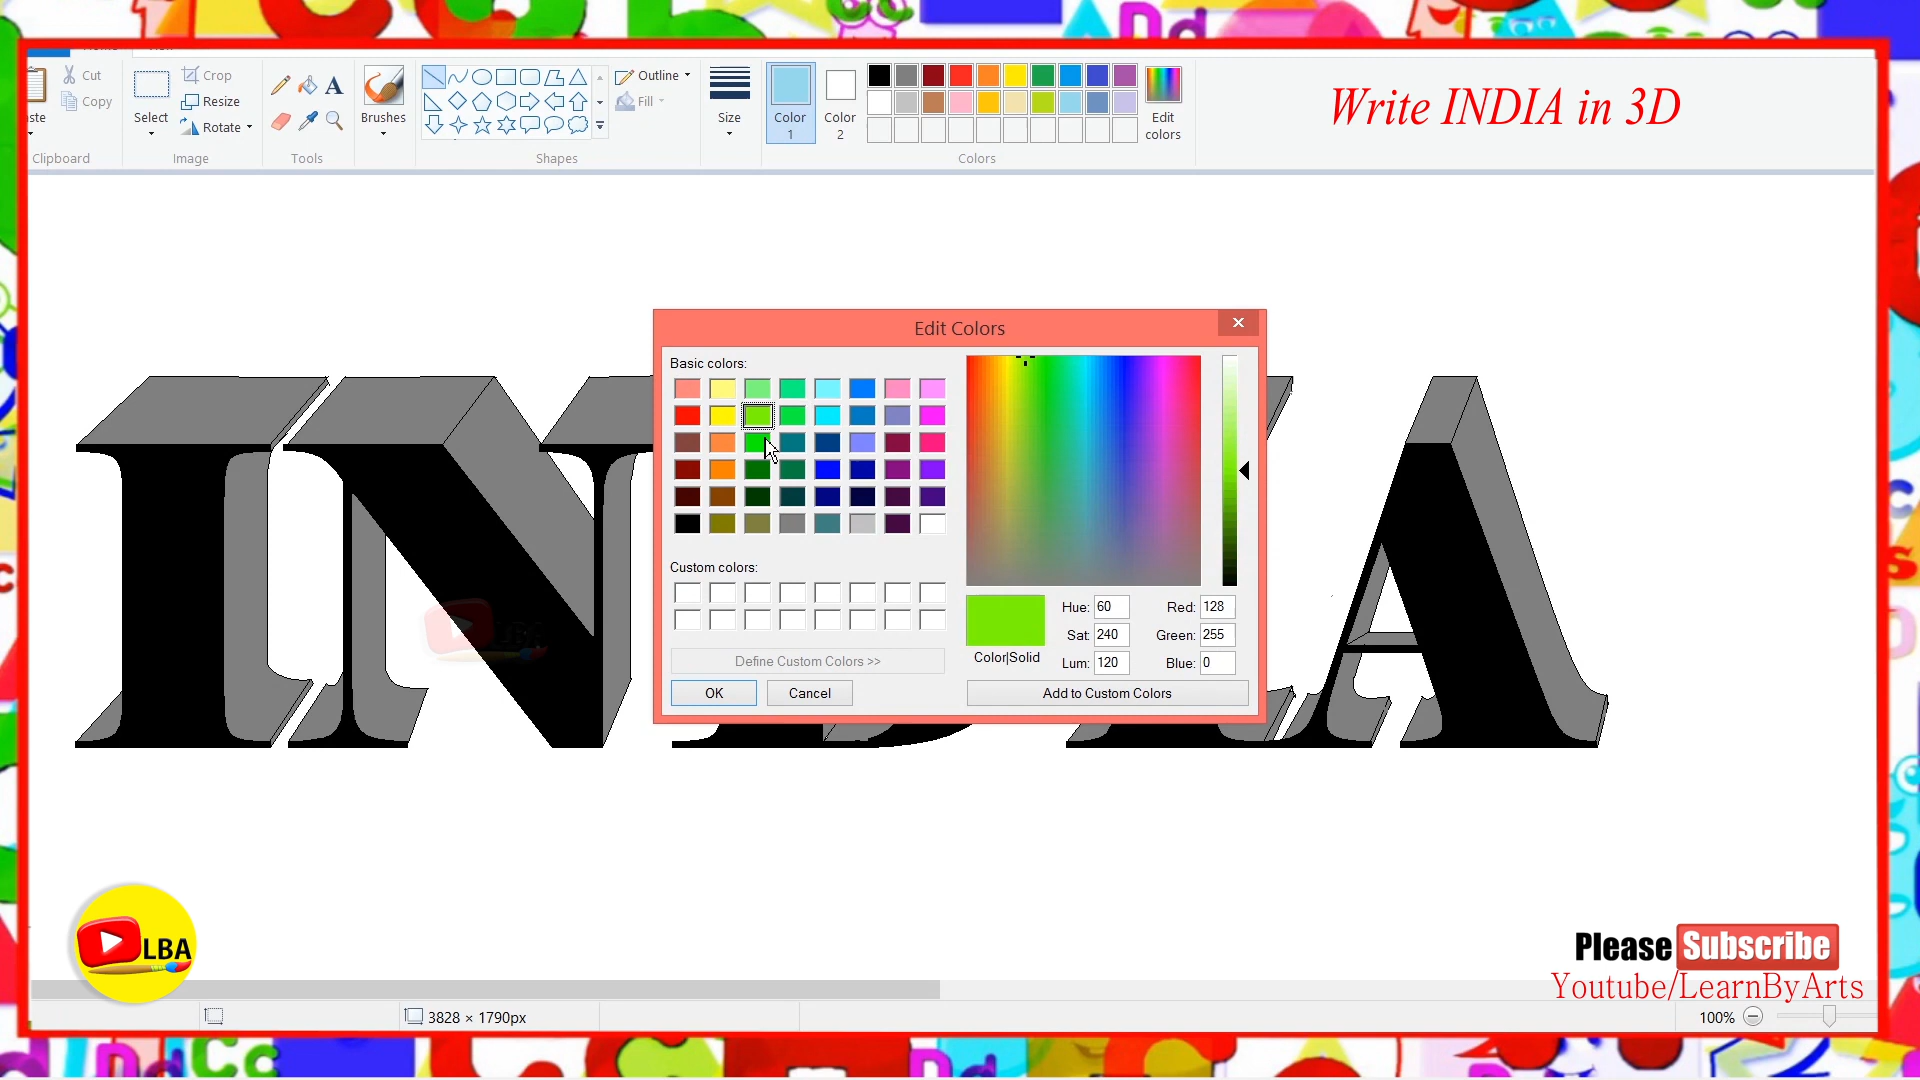 Cut
Copy
Clipboard
Select
Crop
Resize
Rotate
Image
A
Tools
Brushes
Shapes
Outline
Fill
Size
Color 1
Color 2
Edit colors
Colors
Write INDIA in 3D
Edit Colors
Basic colors:
Custom colors:
Define Custom Colors >>
OK
Cancel
Color|Solid
Hue: 60
Sat: 240
Lum: 120
Red: 128
Green: 255
Blue: 0
Add to Custom Colors
LBA
Please Subscribe
Youtube/LearnByArts
3828 × 1790px
100%